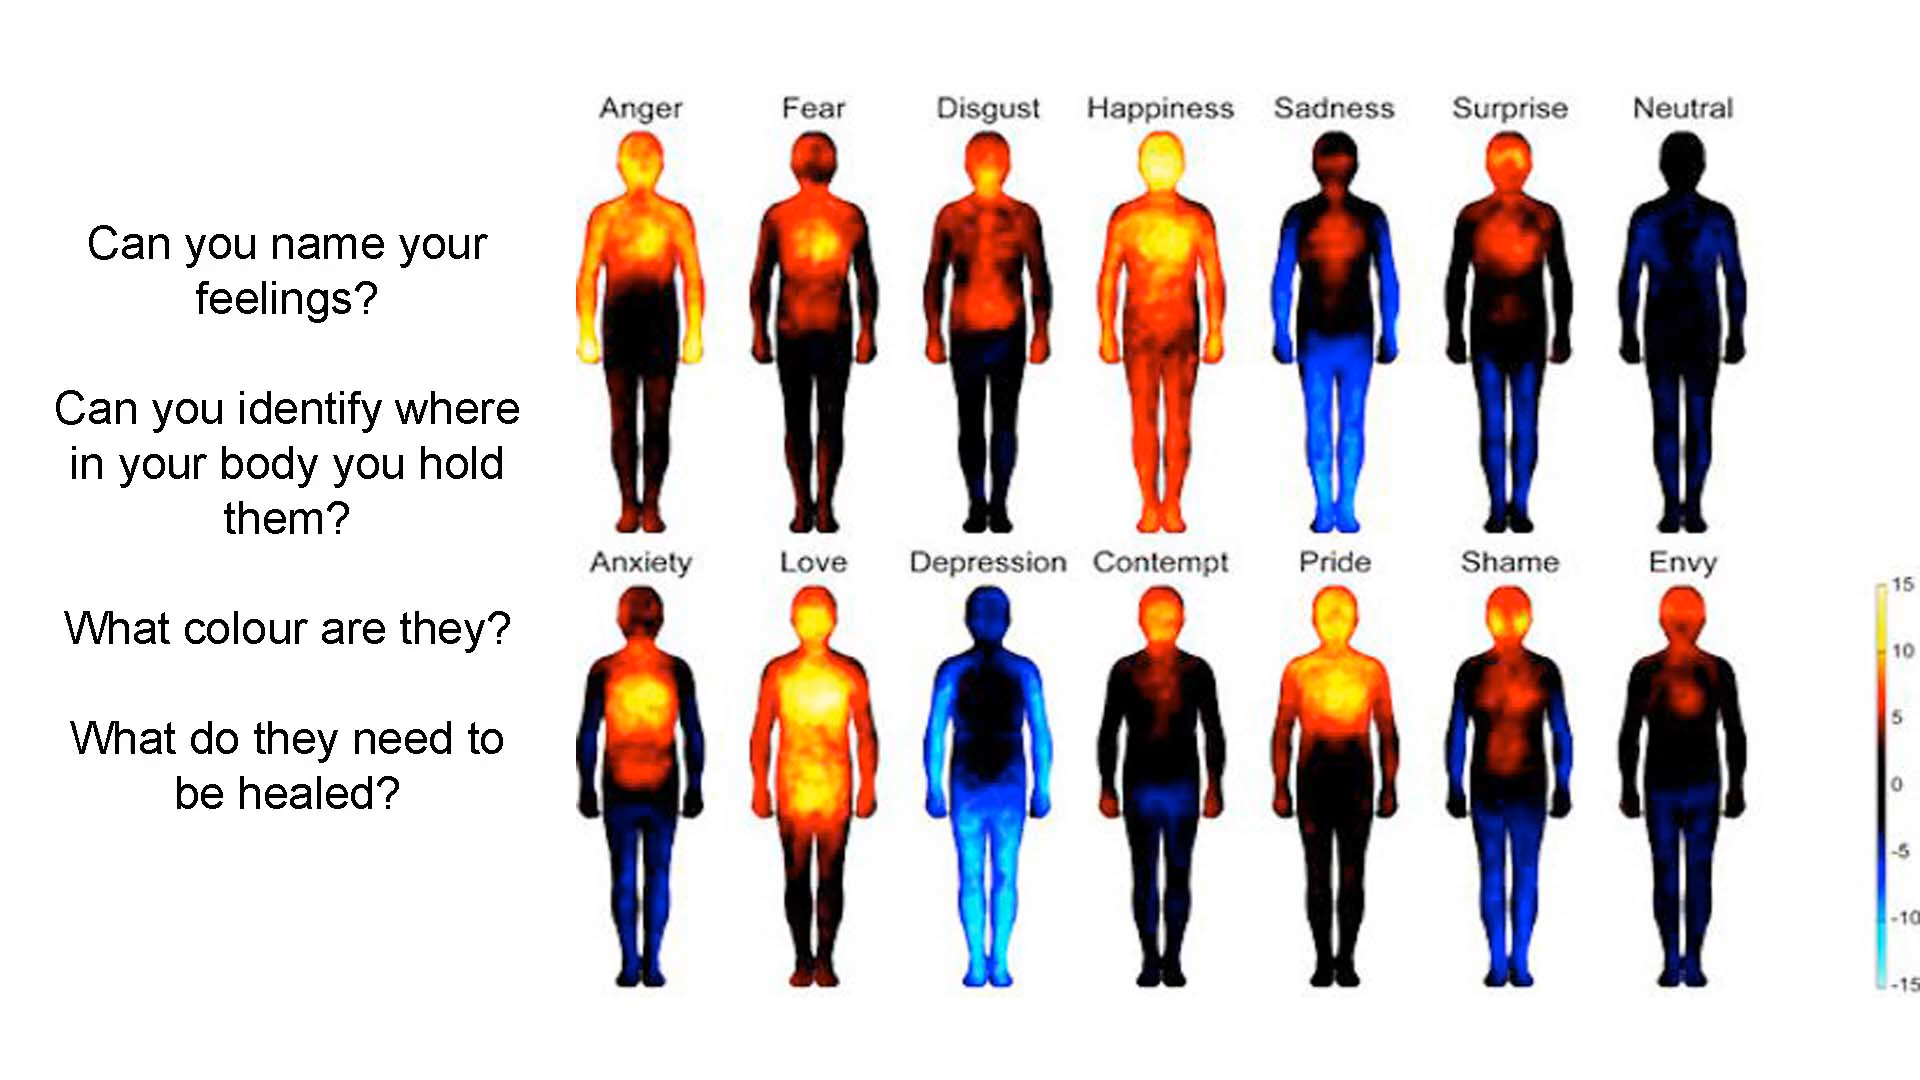 Can you name your
feelings?
Can you identify where
in your body you hold
them?
What colour are they?
What do they need to
be healed?
Anger Fear Disgust Happiness Sadness Surprise Neutral
Anxiety Love Depression Contempt Pride Shame Envy
15
10
5
0
-5
-10
-15